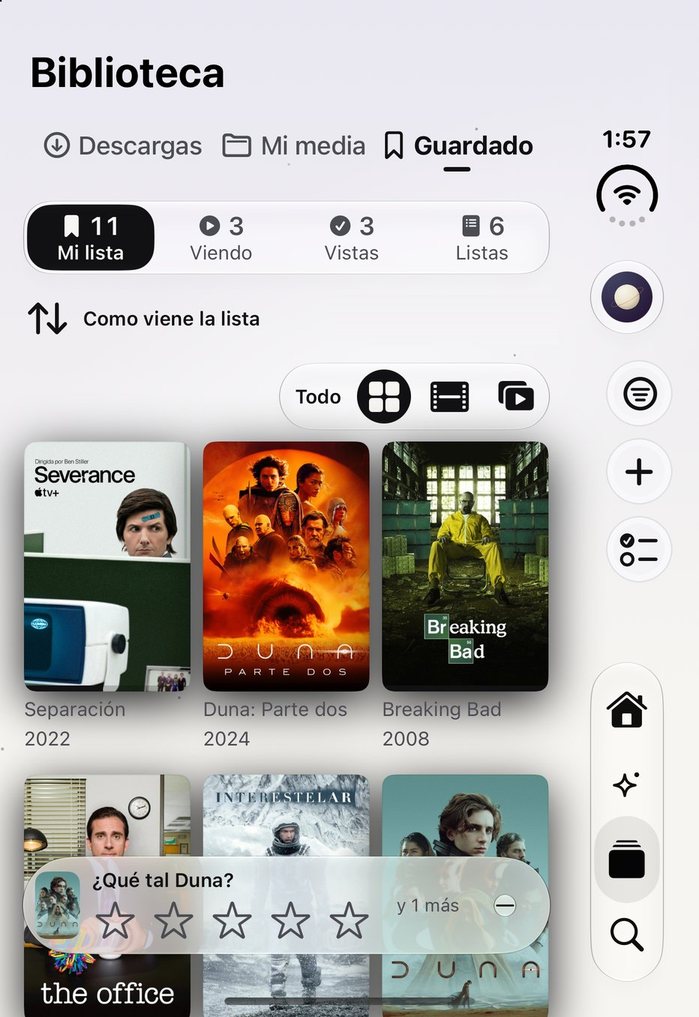 Biblioteca
Descargas Mi media Guardado
1:57
11 3 3 6
Mi lista Viendo Vistas Listas
Como viene la lista
Todo
Dirigida por Ben Stiller
Severance
tv+
DUNA
PARTE DOS
Breaking
Bad
Separación Duna: Parte dos Breaking Bad
2022 2024 2008
INTERESTELAR
¿Qué tal Duna?
y 1 más
DUNA
the office
DUNA